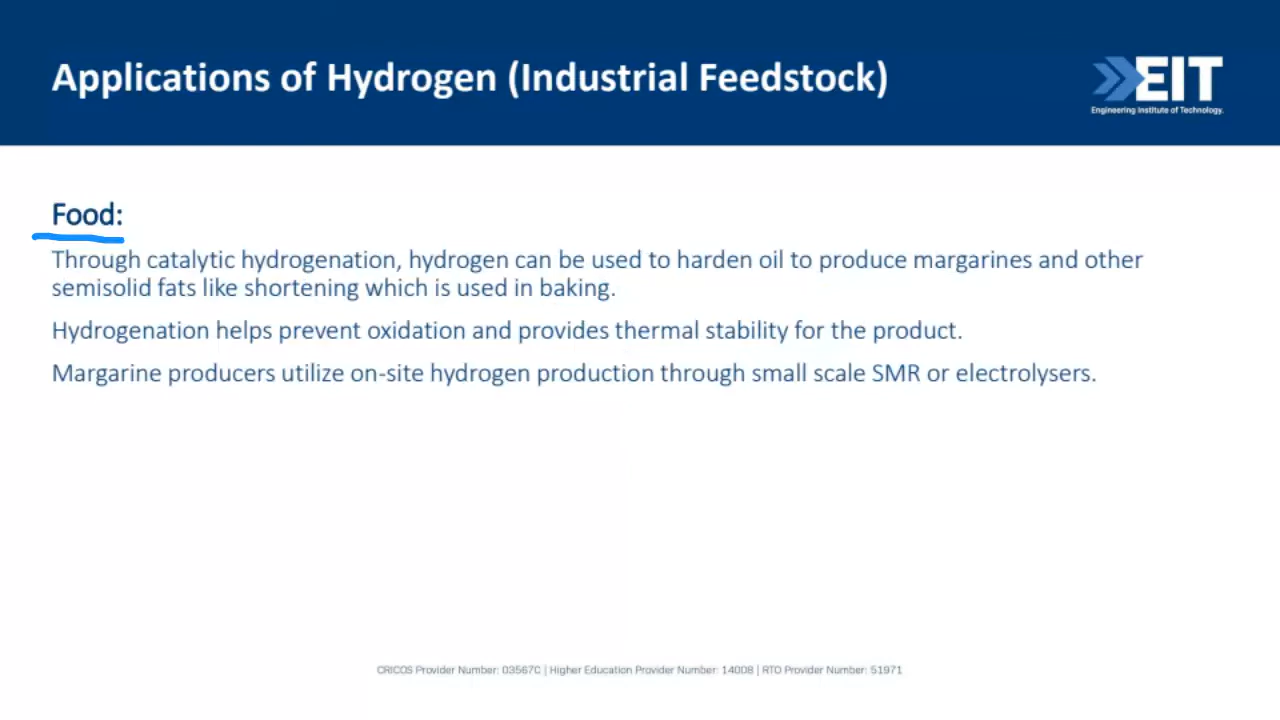 Applications of Hydrogen (Industrial Feedstock)
EIT
Engineering Institute of Technology.
Food:
Through catalytic hydrogenation, hydrogen can be used to harden oil to produce margarines and other
semisolid fats like shortening which is used in baking.
Hydrogenation helps prevent oxidation and provides thermal stability for the product.
Margarine producers utilize on-site hydrogen production through small scale SMR or electrolysers.
CRICOS Provider Number: 03567C | Higher Education Provider Number: 14008 | RTO Provider Number: 51971